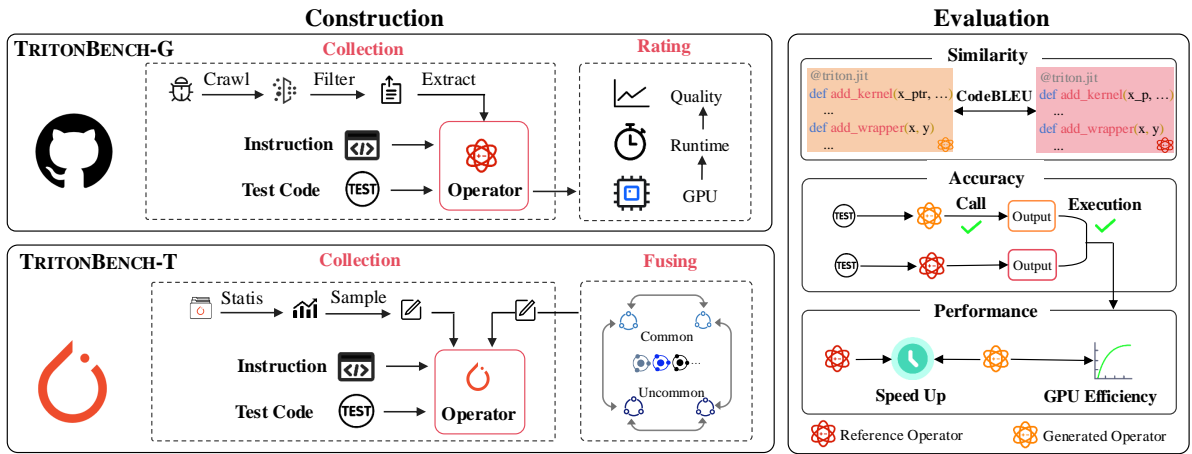 Construction
TRITONBENCH-G
Collection
Rating
Crawl
Filter
Extract
Quality
Instruction
Runtime
Test Code
TEST
Operator
GPU
TRITONBENCH-T
Collection
Fusing
Statis
Sample
Common
...
Instruction
Uncommon
Test Code
TEST
Operator
Evaluation
Similarity
@triton.jit
def add_kernel(x_ptr, …)
...
def add_wrapper(x, y)
...
CodeBLEU
@triton.jit
def add_kernel(x_p, …)
...
def add_wrapper(x, y)
...
Accuracy
TEST
Call
Output
Execution
TEST
Output
Performance
Speed Up
GPU Efficiency
Reference Operator
Generated Operator